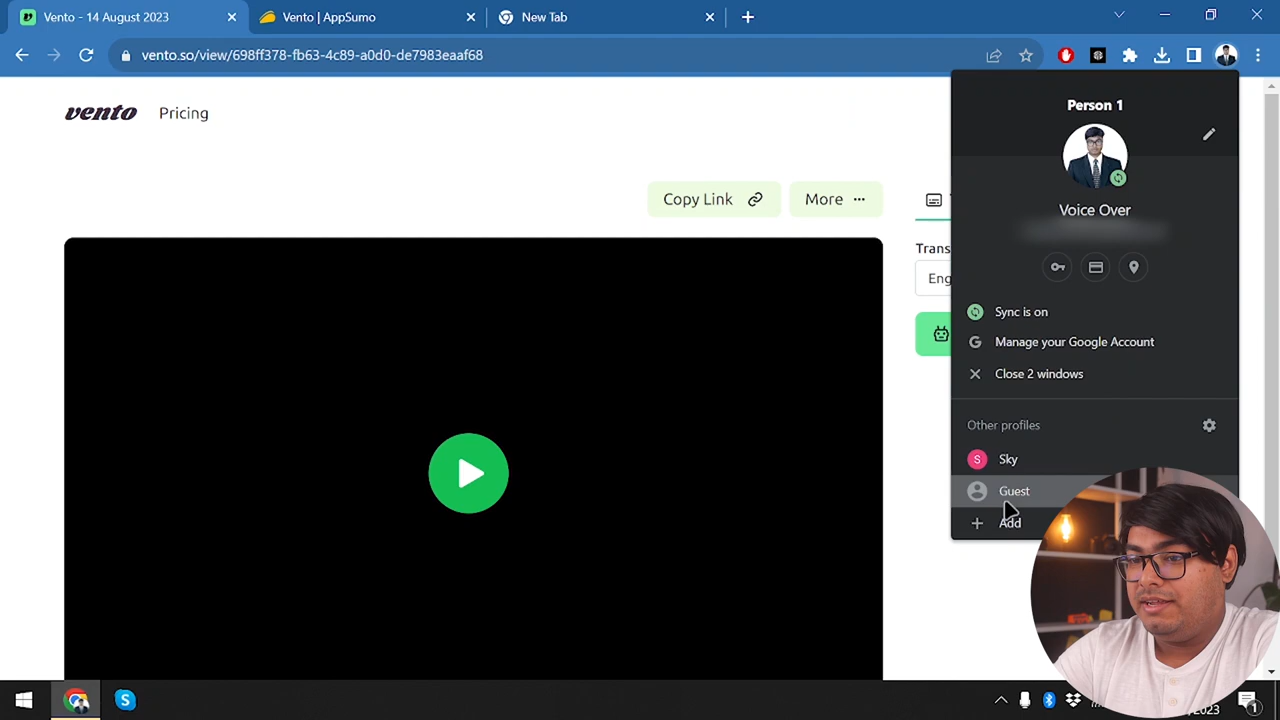 Vento - 14 August 2023
Vento | AppSumo
New Tab
vento.so/view/698ff378-fb63-4c89-a0d0-de7983eaaf68
vento
Pricing
Person 1
Copy Link
More
Voice Over
Trans
Eng
Sync is on
Manage your Google Account
Close 2 windows
Other profiles
S
Sky
Guest
Add
2023
1